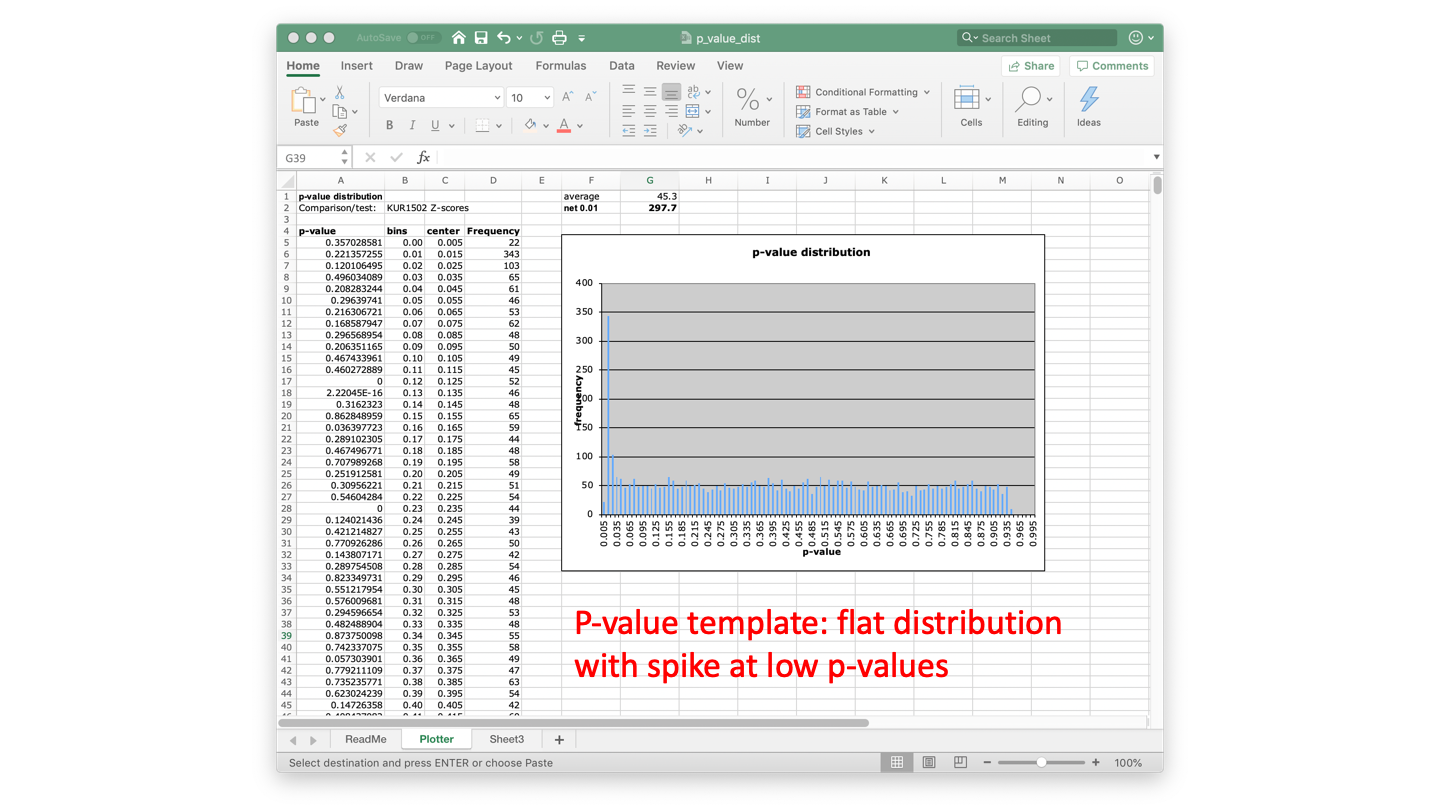 AutoSave OFF p_value_dist Search Sheet
Home Insert Draw Page Layout Formulas Data Review View Share Comments
Paste Verdana 10 B I U ab Number Conditional Formatting Format as Table Cell Styles Cells Editing Ideas
G39 fx
A B C D E F G H I J K L M N O
1 p-value distribution average 45.3
2 Comparison/test: KUR1502 Z-scores net 0.01 297.7
3
4 p-value bins center Frequency
5 0.357028581 0.00 0.005 22
6 0.221357255 0.01 0.015 343
7 0.120106495 0.02 0.025 103
8 0.496034089 0.03 0.035 65
9 0.208283244 0.04 0.045 61
10 0.29639741 0.05 0.055 46
11 0.216306721 0.06 0.065 53
12 0.168587947 0.07 0.075 62
13 0.296568954 0.08 0.085 48
14 0.206351165 0.09 0.095 50
15 0.467433961 0.10 0.105 49
16 0.460272889 0.11 0.115 45
17 0 0.12 0.125 52
18 2.22045E-16 0.13 0.135 46
19 0.3162323 0.14 0.145 48
20 0.862848959 0.15 0.155 65
21 0.036397723 0.16 0.165 59
22 0.289102305 0.17 0.175 44
23 0.467496771 0.18 0.185 48
24 0.707989268 0.19 0.195 58
25 0.251912581 0.20 0.205 49
26 0.30956221 0.21 0.215 51
27 0.54604284 0.22 0.225 54
28 0 0.23 0.235 44
29 0.124021436 0.24 0.245 39
30 0.421214827 0.25 0.255 43
31 0.770926286 0.26 0.265 50
32 0.143807171 0.27 0.275 42
33 0.289754508 0.28 0.285 54
34 0.823349731 0.29 0.295 46
35 0.551217954 0.30 0.305 45
36 0.576009681 0.31 0.315 48
37 0.294596654 0.32 0.325 53
38 0.482488904 0.33 0.335 48
39 0.873750098 0.34 0.345 55
40 0.742337075 0.35 0.355 58
41 0.057303901 0.36 0.365 49
42 0.779211109 0.37 0.375 47
43 0.735235771 0.38 0.385 63
44 0.623024239 0.39 0.395 54
45 0.14726358 0.40 0.405 42
p-value distribution
400
350
300
250
200
150
100
50
0
frequency
0.005 0.035 0.065 0.095 0.125 0.155 0.185 0.215 0.245 0.275 0.305 0.335 0.365 0.395 0.425 0.455 0.485 0.515 0.545 0.575 0.605 0.635 0.665 0.695 0.725 0.755 0.785 0.815 0.845 0.875 0.905 0.935 0.965 0.995
p-value
P-value template: flat distribution
with spike at low p-values
ReadMe Plotter Sheet3 +
Select destination and press ENTER or choose Paste 100%